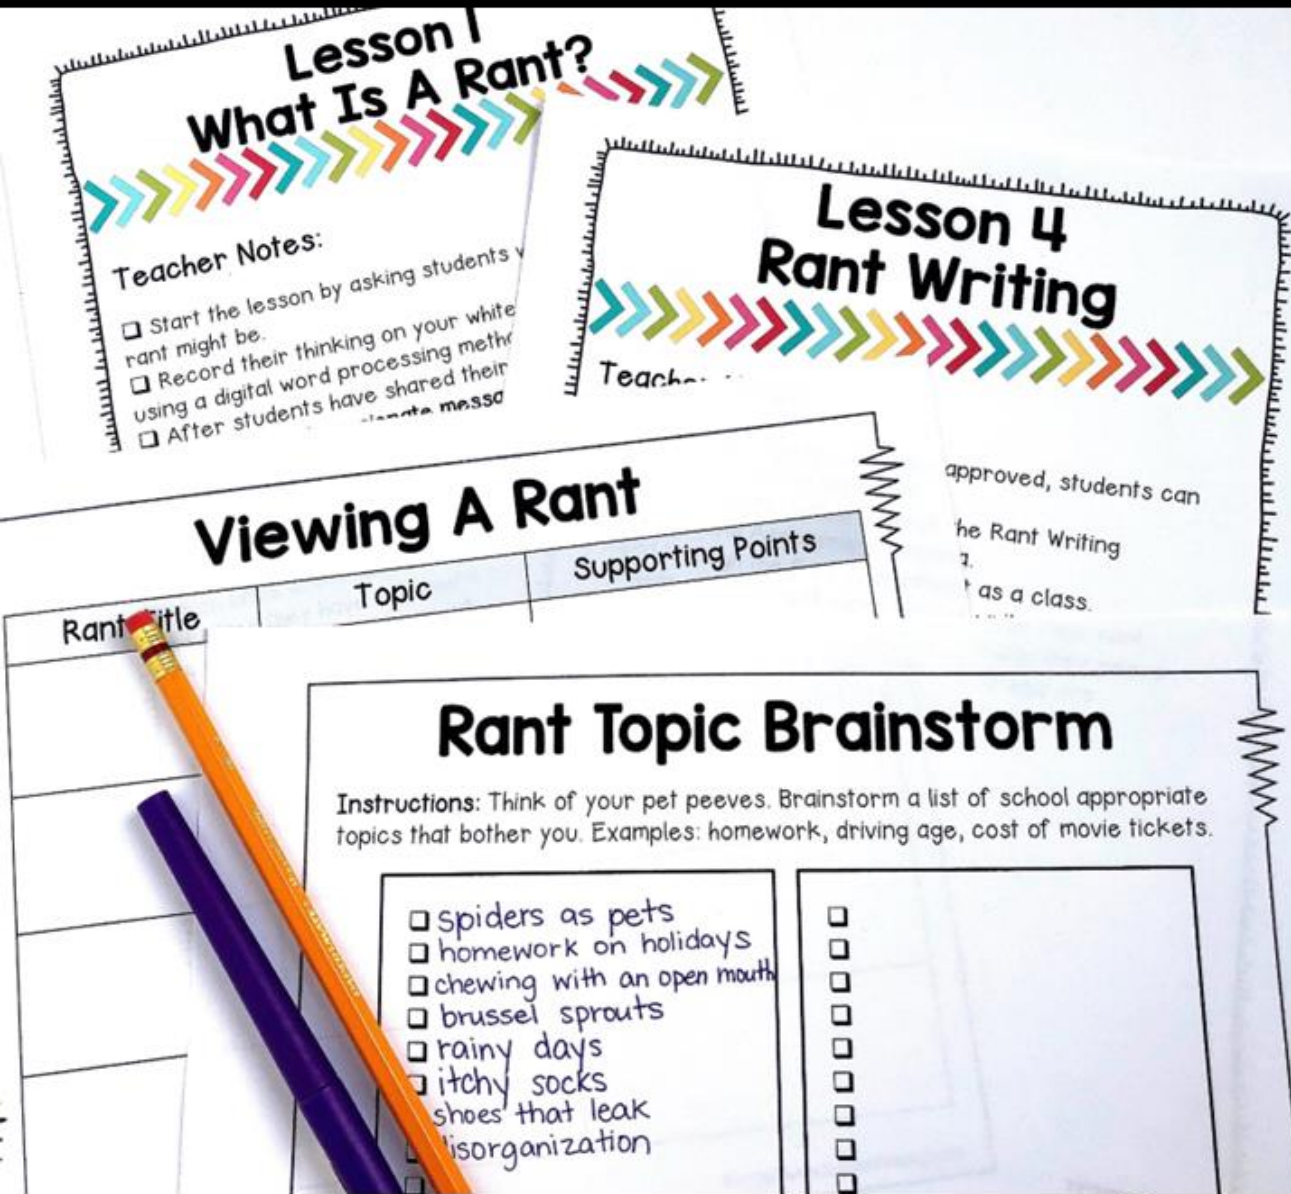 Lesson 1
What Is A Rant?
Teacher Notes:
Start the lesson by asking students
rant might be.
Record their thinking on your white
using a digital word processing
After students have shared their
Lesson 4
Rant Writing
approved, students can
Rant Writing
as a class.
Viewing A Rant
Rant Title
Topic
Supporting Points
Rant Topic Brainstorm
Instructions: Think of your pet peeves. Brainstorm a list of school appropriate
topics that bother you. Examples: homework, driving age, cost of movie tickets.
spiders as pets
homework on holidays
chewing with an open mouth
brussel sprouts
rainy days
itchy socks
shoes that leak
disorganization